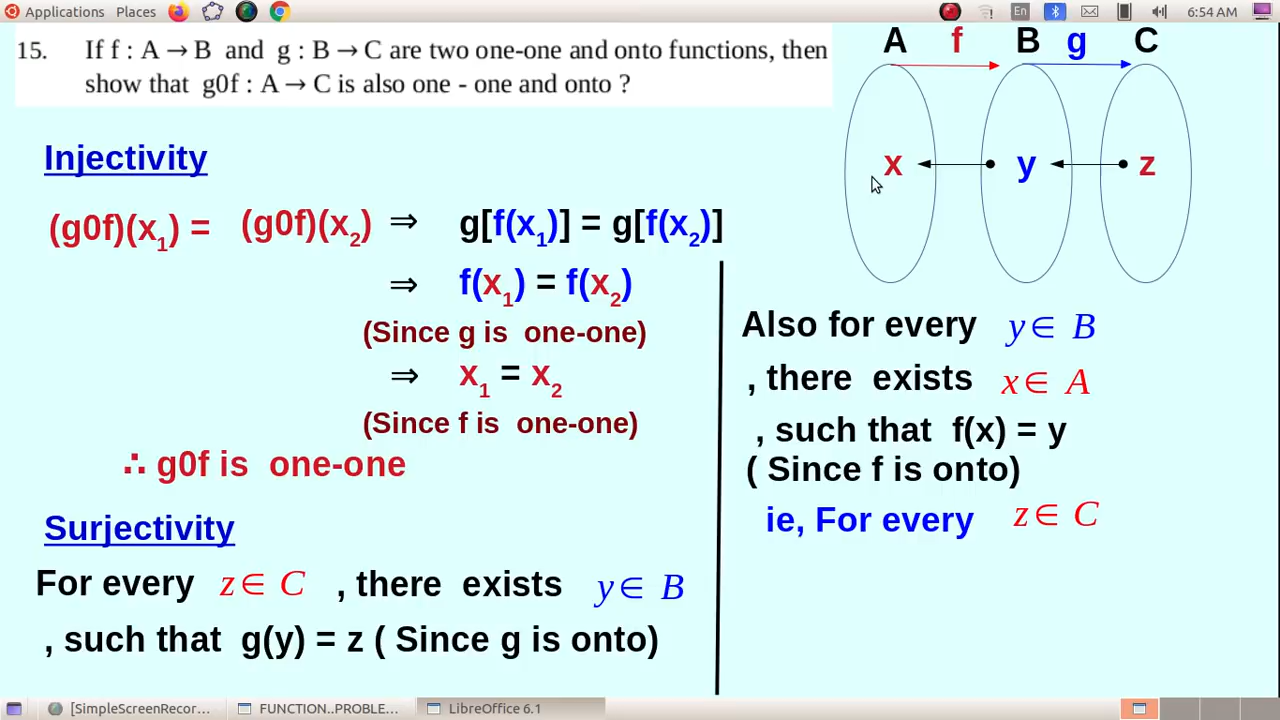 Applications Places En 6:54 AM
15. If f : A → B and g : B → C are two one-one and onto functions, then
show that g0f : A → C is also one - one and onto ?
A f B g C
x y z
Injectivity
(g0f)(x₁) = (g0f)(x₂) ⇒ g[f(x₁)] = g[f(x₂)]
⇒ f(x₁) = f(x₂)
(Since g is one-one)
⇒ x₁ = x₂
(Since f is one-one)
∴ g0f is one-one
Surjectivity
For every z ∈ C , there exists y ∈ B
, such that g(y) = z ( Since g is onto)
Also for every y ∈ B
, there exists x ∈ A
, such that f(x) = y
( Since f is onto)
ie, For every z ∈ C
[SimpleScreenRecor... FUNCTION..PROBLE... LibreOffice 6.1